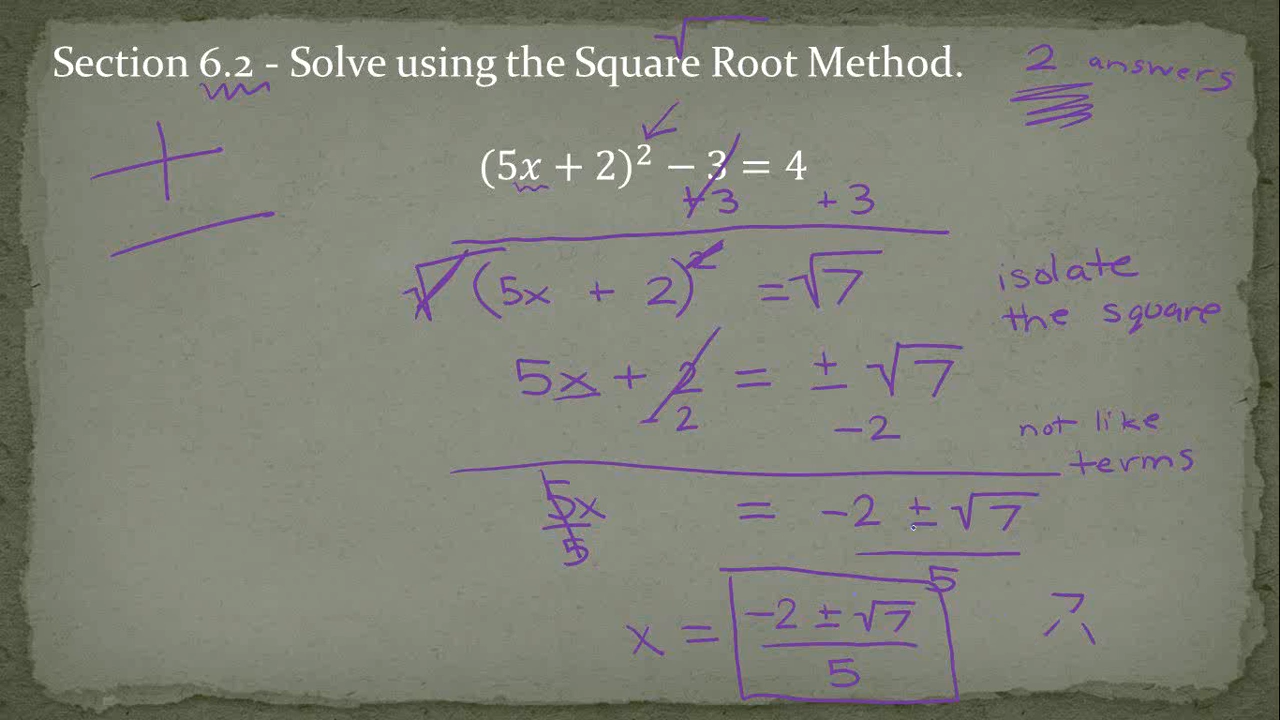 Section 6.2 - Solve using the Square Root Method.
√
2 answers
(5x + 2)² − 3 = 4
+3 +3
√(5x + 2)² = √7
isolate
the square
5x + 2 = ± √7
−2 −2
not like
terms
5x = −2 ± √7
5 5
x = −2 ± √7
5
7